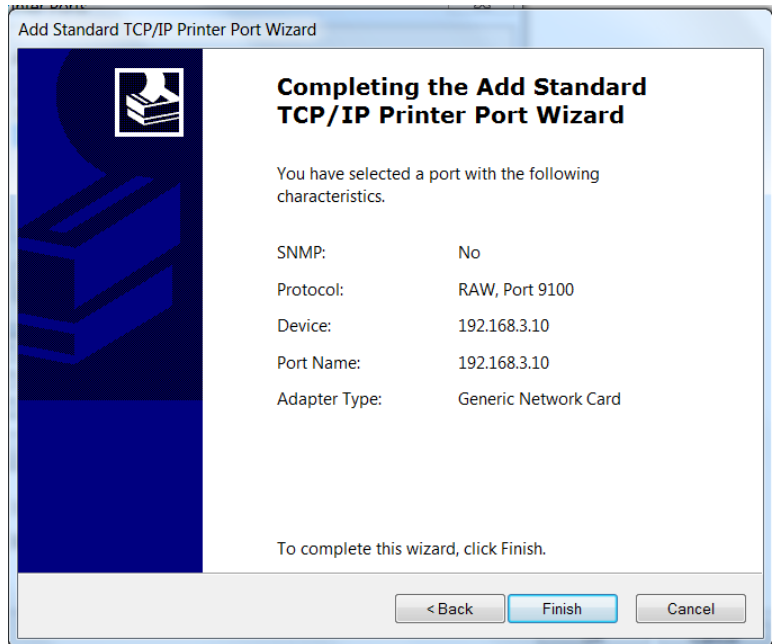 Add Standard TCP/IP Printer Port Wizard
Completing the Add Standard
TCP/IP Printer Port Wizard
You have selected a port with the following
characteristics.
SNMP: No
Protocol: RAW, Port 9100
Device: 192.168.3.10
Port Name: 192.168.3.10
Adapter Type: Generic Network Card
To complete this wizard, click Finish.
< Back Finish Cancel